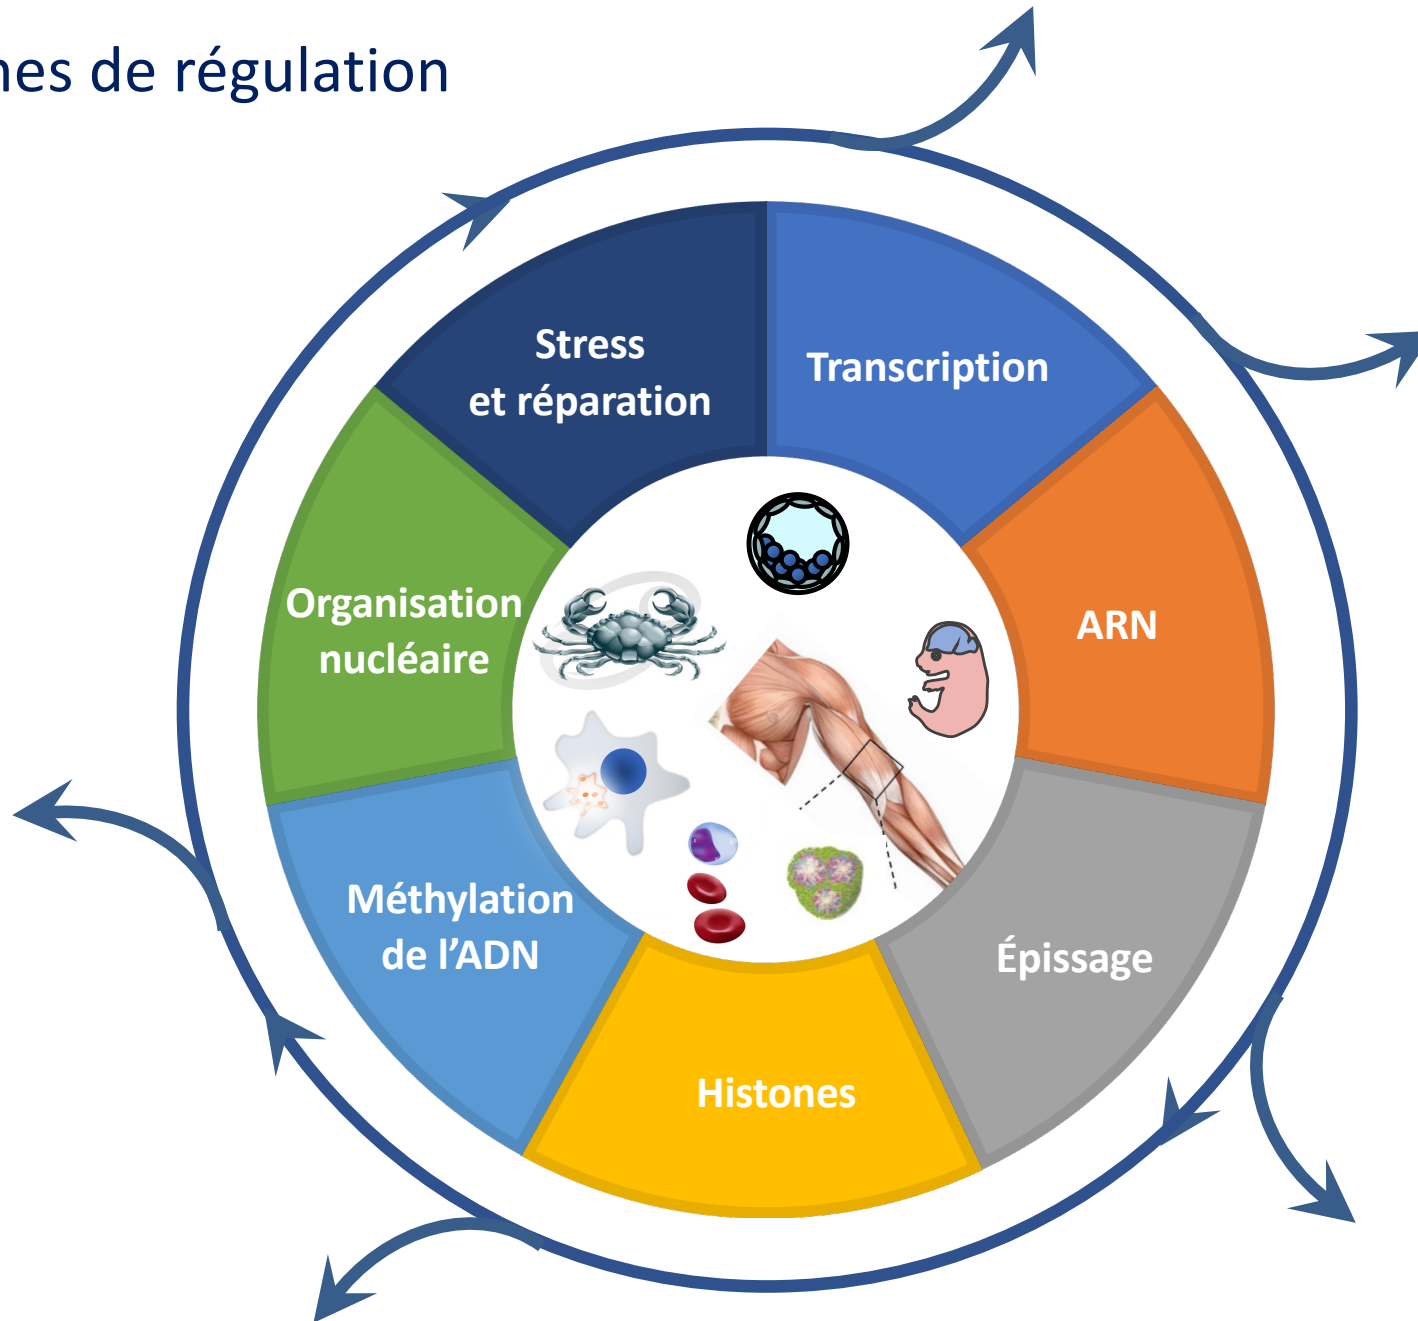 nes de régulation
Stress
et réparation
Transcription
Organisation
nucléaire
ARN
Méthylation
de l’ADN
Épissage
Histones